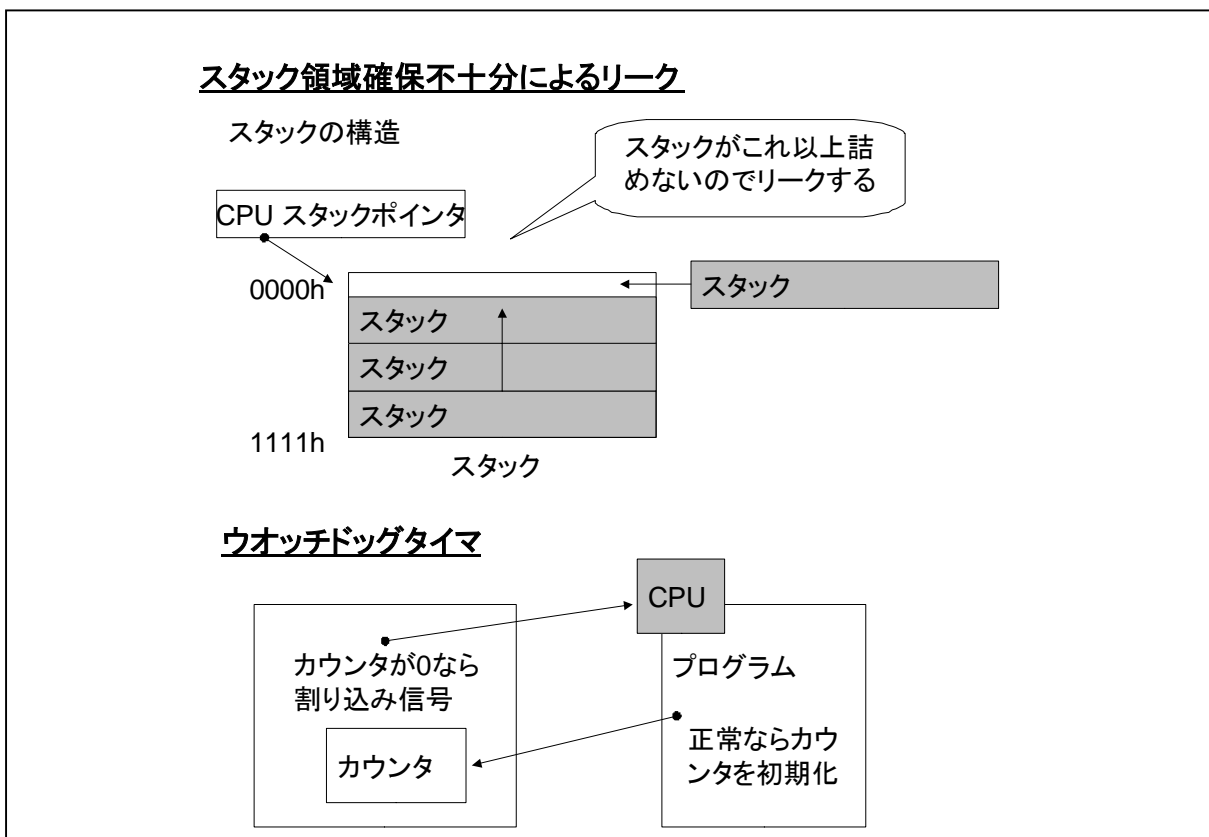 スタック領域確保不十分によるリーク
スタックの構造
スタックがこれ以上詰
めないのでリークする
CPU スタックポインタ
0000h
スタック
スタック
スタック
スタック
1111h
スタック
ウオッチドッグタイマ
CPU
カウンタが0なら
割り込み信号
プログラム
正常ならカウ
ンタを初期化
カウンタ